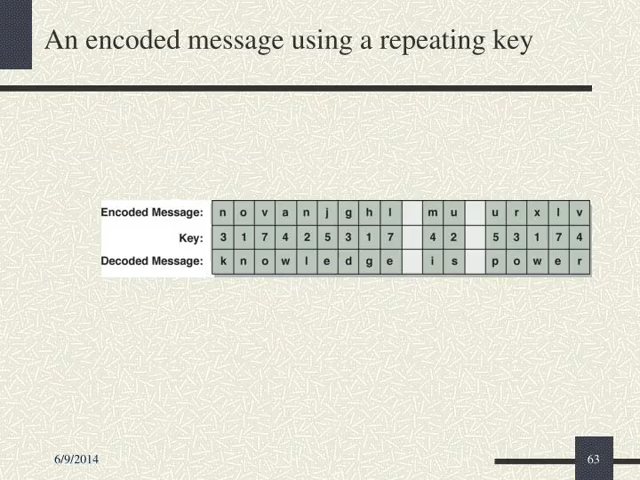 An encoded message using a repeating key
Encoded Message: n o v a n j g h l m u u r x l v
Key: 3 1 7 4 2 5 3 1 7 4 2 5 3 1 7 4
Decoded Message: k n o w l e d g e i s p o w e r
6/9/2014 63